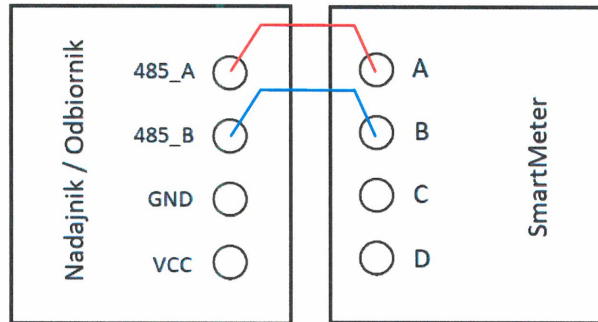 Nadajnik / Odbiornik
485_A
485_B
GND
VCC
A
B
C
D
SmartMeter